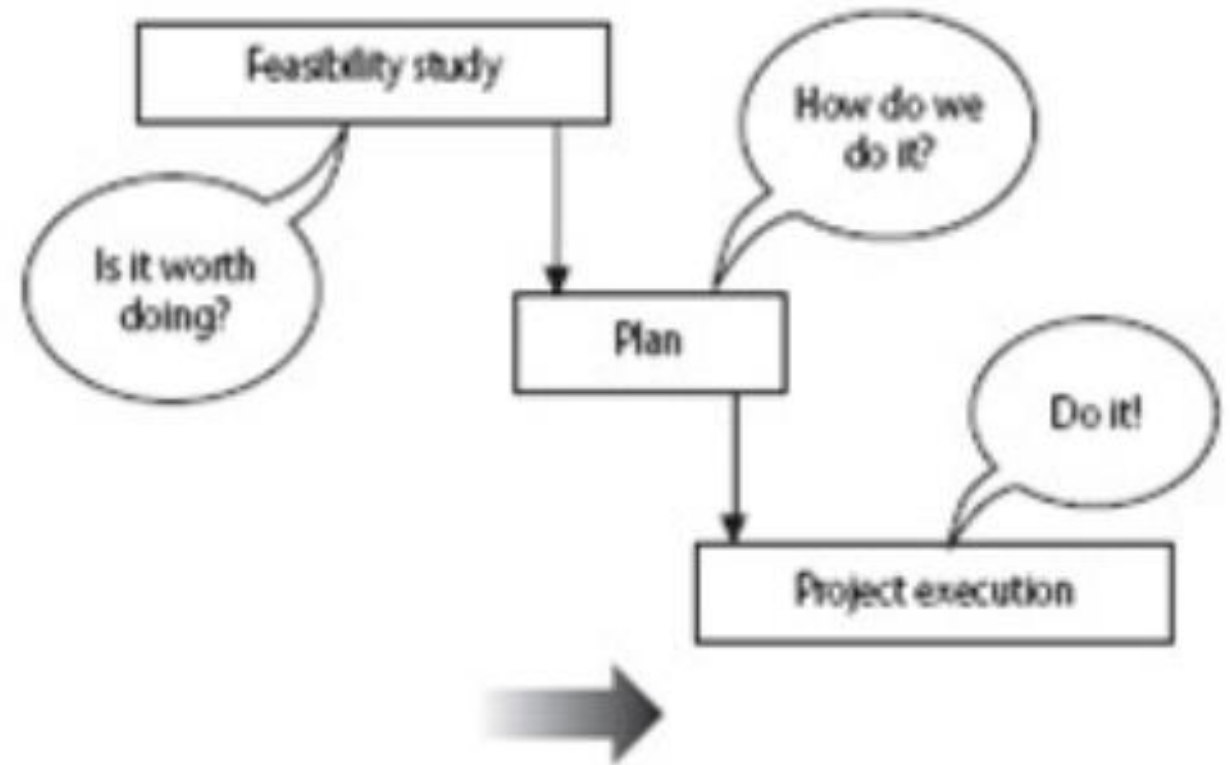 Feasibility study
How do we
do it?
Is it worth
doing?
Plan
Do it!
Project execution